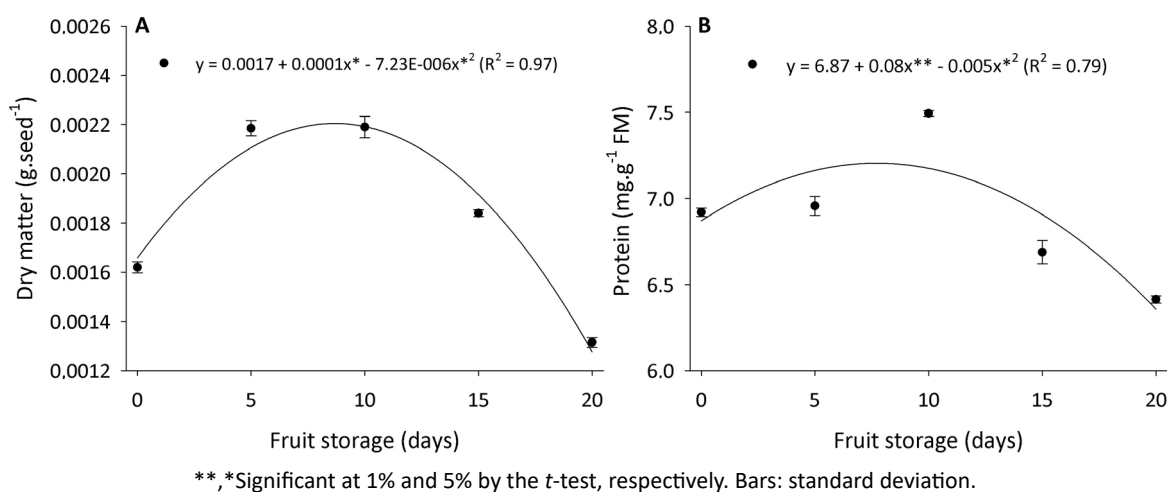 A
y = 0.0017 + 0.0001x* - 7.23E-006x*² (R² = 0.97)
Dry matter (g.seed⁻¹)
0.0026
0.0024
0.0022
0.0020
0.0018
0.0016
0.0014
0.0012
0 5 10 15 20
Fruit storage (days)
B
y = 6.87 + 0.08x** - 0.005x*² (R² = 0.79)
Protein (mg.g⁻¹ FM)
8.0
7.5
7.0
6.5
6.0
0 5 10 15 20
Fruit storage (days)
**,*Significant at 1% and 5% by the t-test, respectively. Bars: standard deviation.